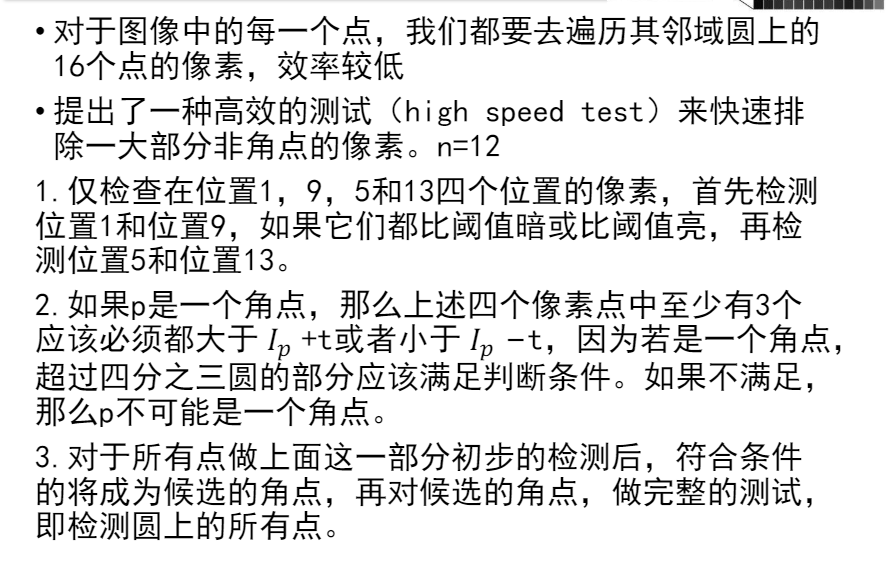 •对于图像中的每一个点，我们都要去遍历其邻域圆上的
16个点的像素，效率较低
•提出了一种高效的测试（high speed test）来快速排
除一大部分非角点的像素。n=12
1.仅检查在位置1，9，5和13四个位置的像素，首先检测
位置1和位置9，如果它们都比阈值暗或比阈值亮，再检
测位置5和位置13。
2.如果p是一个角点，那么上述四个像素点中至少有3个
应该必须都大于 I_p +t或者小于 I_p −t，因为若是一个角点，
超过四分之三圆的部分应该满足判断条件。如果不满足，
那么p不可能是一个角点。
3.对于所有点做上面这一部分初步的检测后，符合条件
的将成为候选的角点，再对候选的角点，做完整的测试，
即检测圆上的所有点。